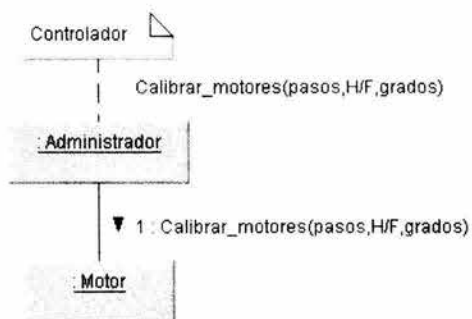 Controlador
Calibrar_motores(pasos,H/F,grados)
: Administrador
1 : Calibrar_motores(pasos,H/F,grados)
: Motor